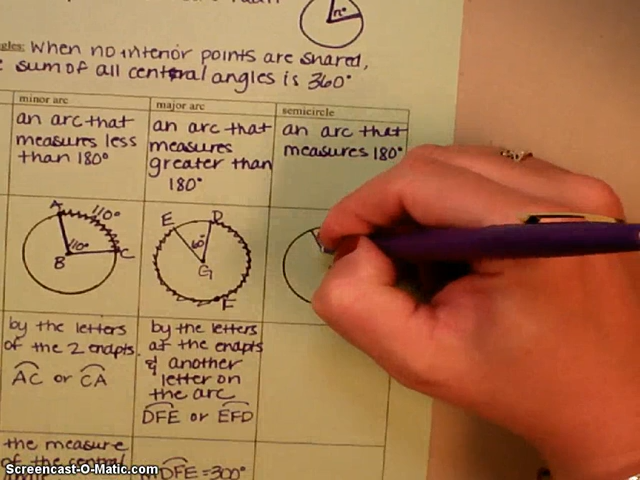 n°
angles: When no interior points are shared,
sum of all central angles is 360°
minor arc
major arc
semicircle
an arc that
measures less
than 180°
an arc that
measures
greater than
180°
an arc that
measures 180°
A
110°
110°
B
C
E
D
60°
G
F
by the letters
of the 2 endpts.
AC or CA
by the letters
of the endpts
& another
letter on
the arc
DFE or EFD
the measure
of the central
mDFE = 300°
Screencast-O-Matic.com